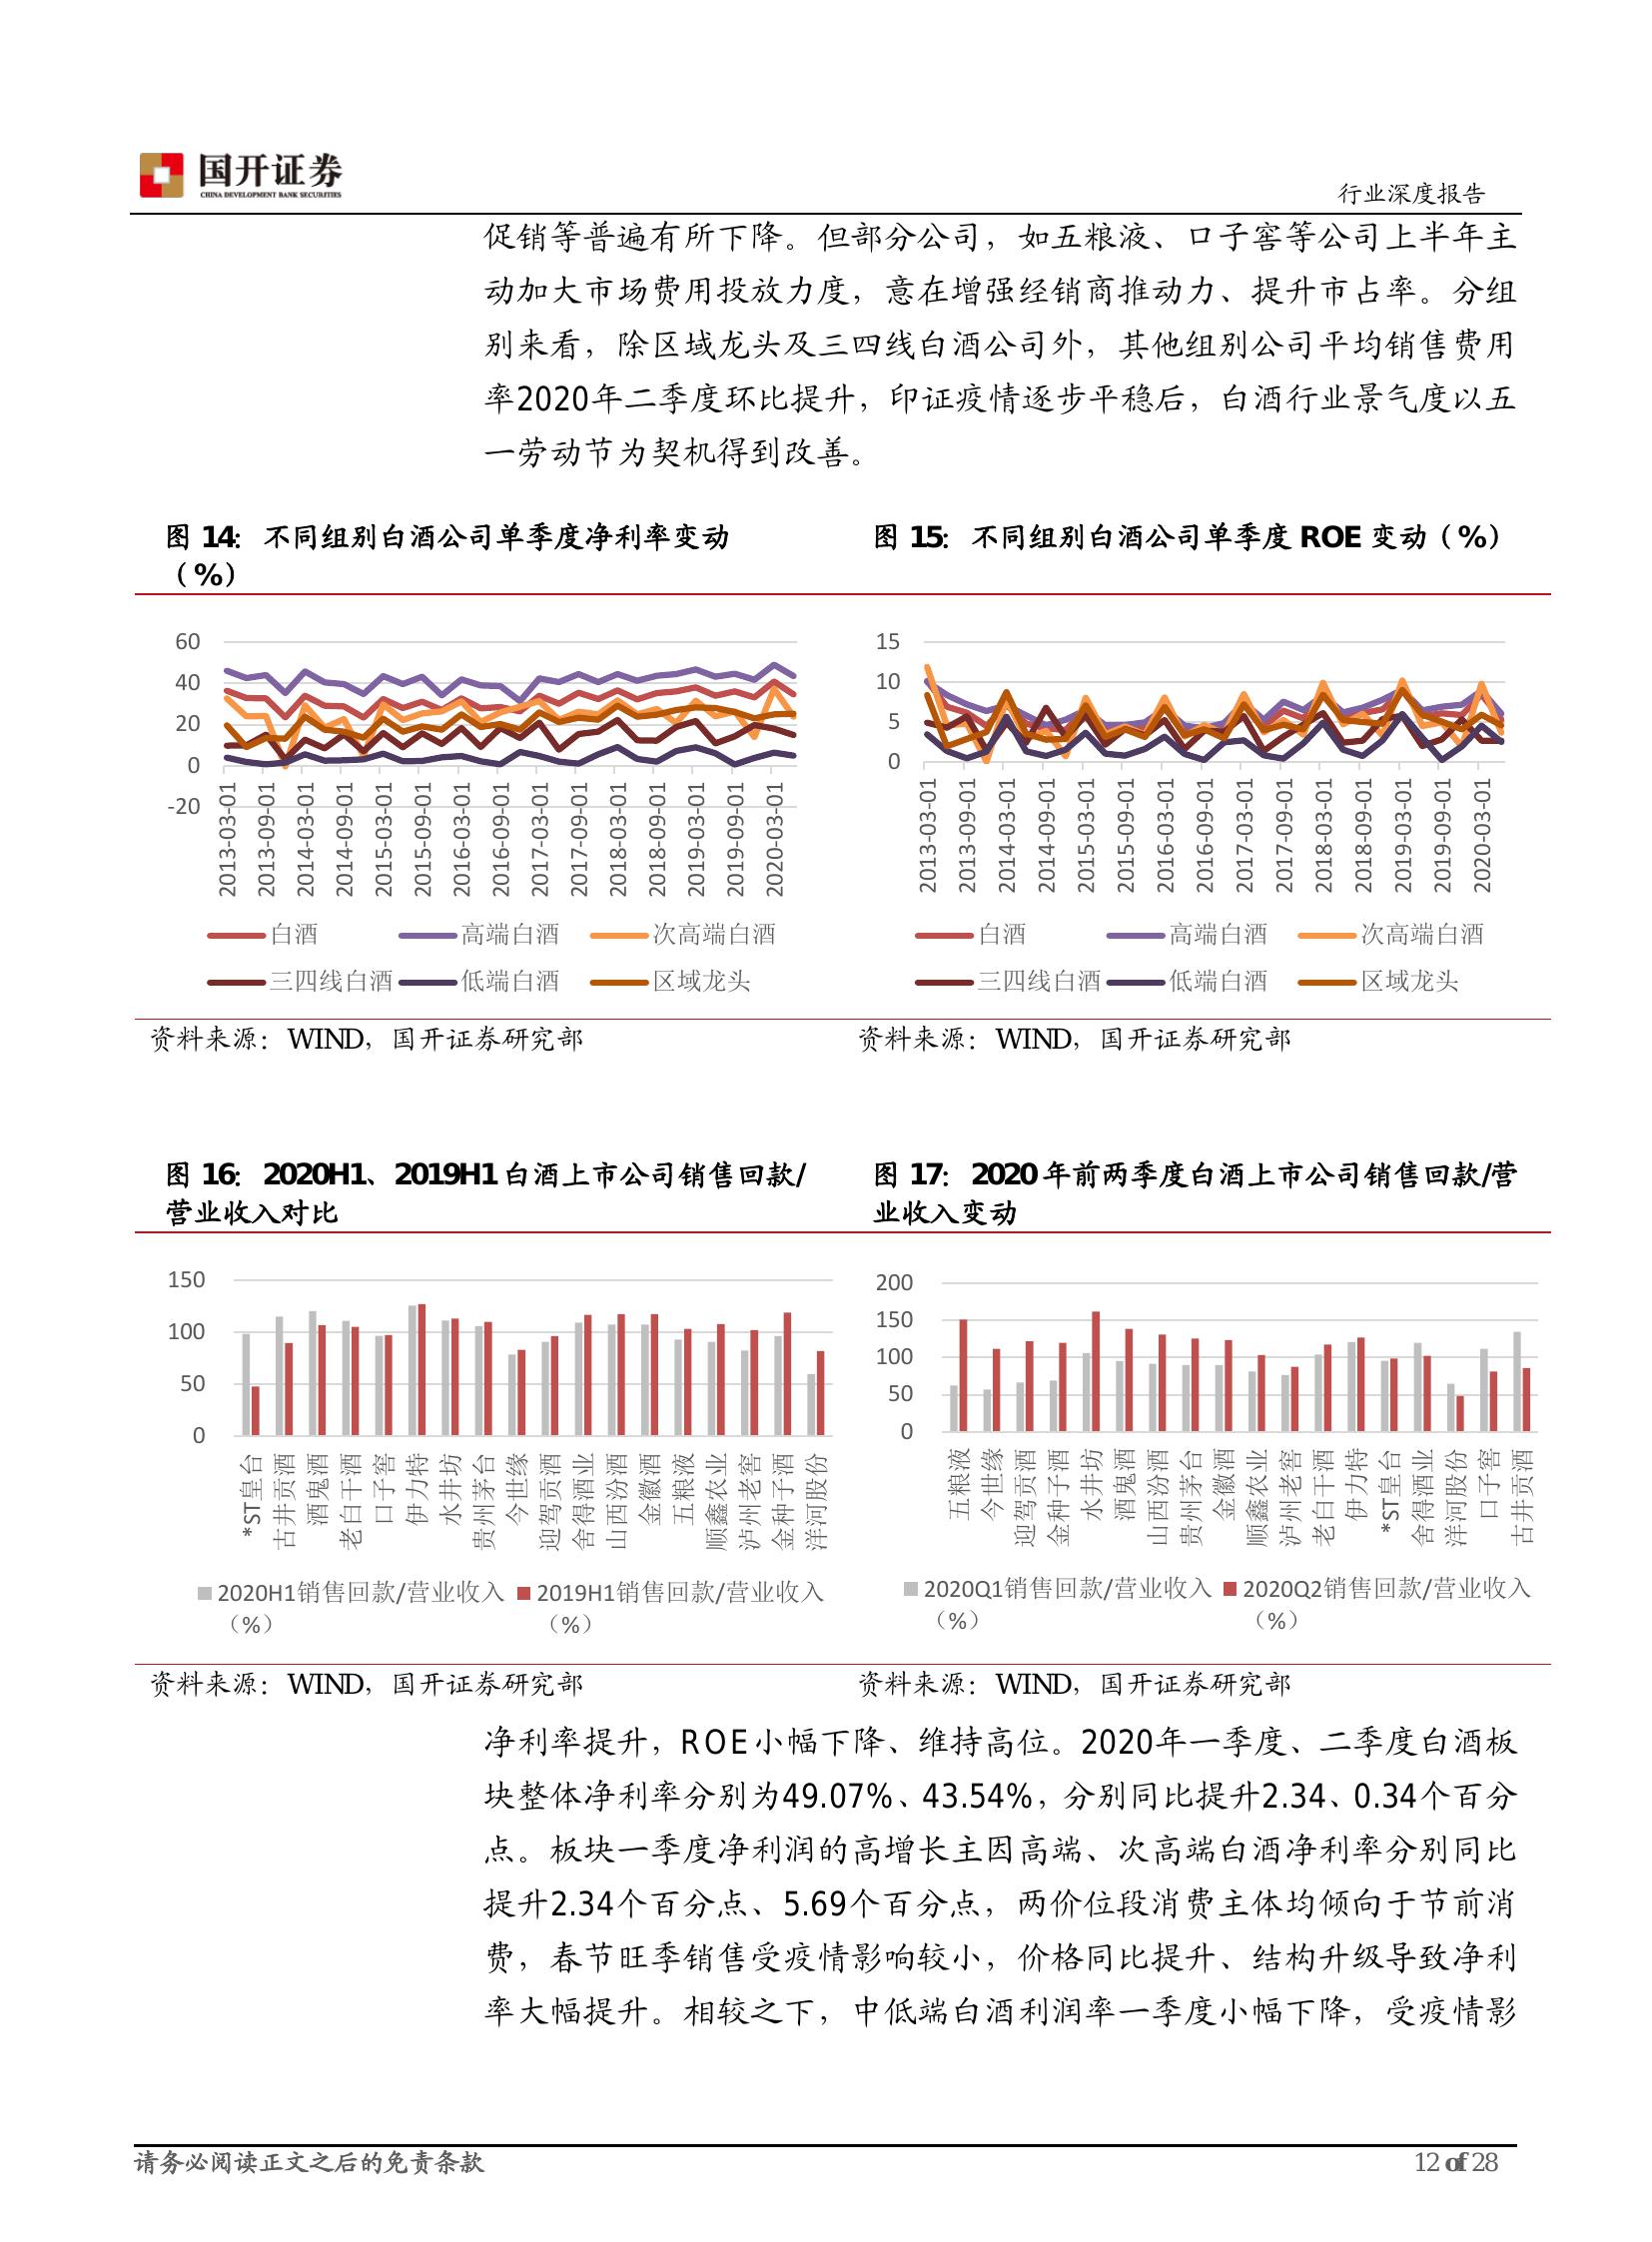 国开证券
CHINA DEVELOPMENT BANK SECURITIES
行业深度报告
促销等普遍有所下降。但部分公司，如五粮液、口子窖等公司上半年主
动加大市场费用投放力度，意在增强经销商推动力、提升市占率。分组
别来看，除区域龙头及三四线白酒公司外，其他组别公司平均销售费用
率2020年二季度环比提升，印证疫情逐步平稳后，白酒行业景气度以五
一劳动节为契机得到改善。
图 14: 不同组别白酒公司单季度净利率变动
（%）
60
40
20
0
-20
2013-03-01
2013-09-01
2014-03-01
2014-09-01
2015-03-01
2015-09-01
2016-03-01
2016-09-01
2017-03-01
2017-09-01
2018-03-01
2018-09-01
2019-03-01
2019-09-01
2020-03-01
白酒 高端白酒 次高端白酒
三四线白酒 低端白酒 区域龙头
资料来源：WIND，国开证券研究部
图 15: 不同组别白酒公司单季度 ROE 变动（%）
15
10
5
0
2013-03-01
2013-09-01
2014-03-01
2014-09-01
2015-03-01
2015-09-01
2016-03-01
2016-09-01
2017-03-01
2017-09-01
2018-03-01
2018-09-01
2019-03-01
2019-09-01
2020-03-01
白酒 高端白酒 次高端白酒
三四线白酒 低端白酒 区域龙头
资料来源：WIND，国开证券研究部
图 16: 2020H1、2019H1 白酒上市公司销售回款/
营业收入对比
150
100
50
0
*ST皇台
古井贡酒
酒鬼酒
老白干酒
口子窖
伊力特
水井坊
贵州茅台
今世缘
迎驾贡酒
舍得酒业
山西汾酒
金徽酒
五粮液
顺鑫农业
泸州老窖
金种子酒
洋河股份
2020H1销售回款/营业收入 2019H1销售回款/营业收入
（%） （%）
资料来源：WIND，国开证券研究部
图 17: 2020 年前两季度白酒上市公司销售回款/营
业收入变动
200
150
100
50
0
五粮液
今世缘
迎驾贡酒
金种子酒
水井坊
酒鬼酒
山西汾酒
贵州茅台
金徽酒
顺鑫农业
泸州老窖
老白干酒
伊力特
*ST皇台
舍得酒业
洋河股份
口子窖
古井贡酒
2020Q1销售回款/营业收入 2020Q2销售回款/营业收入
（%） （%）
资料来源：WIND，国开证券研究部
净利率提升，ROE小幅下降、维持高位。2020年一季度、二季度白酒板
块整体净利率分别为49.07%、43.54%，分别同比提升2.34、0.34个百分
点。板块一季度净利润的高增长主因高端、次高端白酒净利率分别同比
提升2.34个百分点、5.69个百分点，两价位段消费主体均倾向于节前消
费，春节旺季销售受疫情影响较小，价格同比提升、结构升级导致净利
率大幅提升。相较之下，中低端白酒利润率一季度小幅下降，受疫情影
请务必阅读正文之后的免责条款
12 of 28